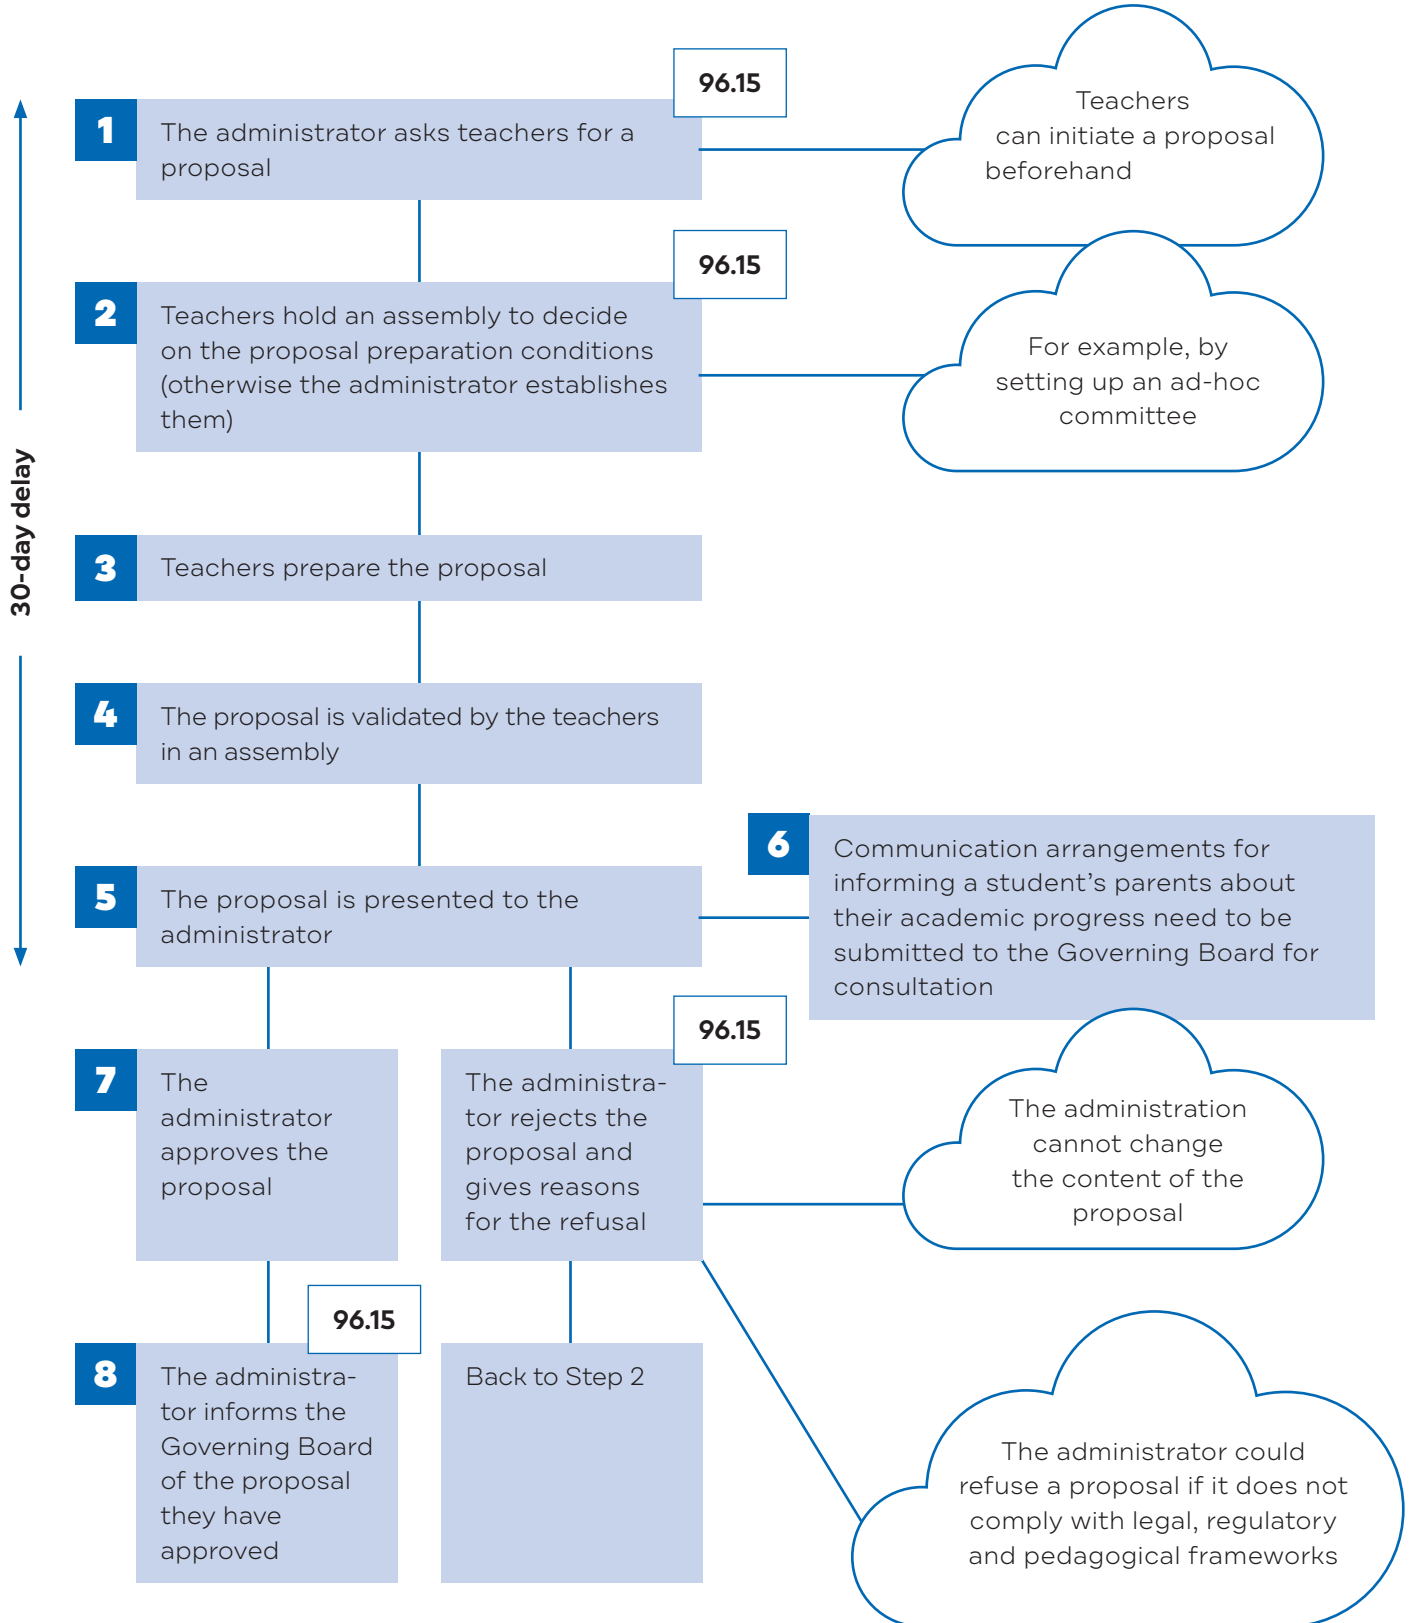 30-day delay
96.15
1
The administrator asks teachers for a
proposal
Teachers
can initiate a proposal
beforehand
96.15
2
Teachers hold an assembly to decide
on the proposal preparation conditions
(otherwise the administrator establishes
them)
For example, by
setting up an ad-hoc
committee
3
Teachers prepare the proposal
4
The proposal is validated by the teachers
in an assembly
5
The proposal is presented to the
administrator
6
Communication arrangements for
informing a student’s parents about
their academic progress need to be
submitted to the Governing Board for
consultation
7
The
administrator
approves the
proposal
96.15
The administra-
tor rejects the
proposal and
gives reasons
for the refusal
The administration
cannot change
the content of the
proposal
96.15
8
The administra-
tor informs the
Governing Board
of the proposal
they have
approved
Back to Step 2
The administrator could
refuse a proposal if it does not
comply with legal, regulatory
and pedagogical frameworks